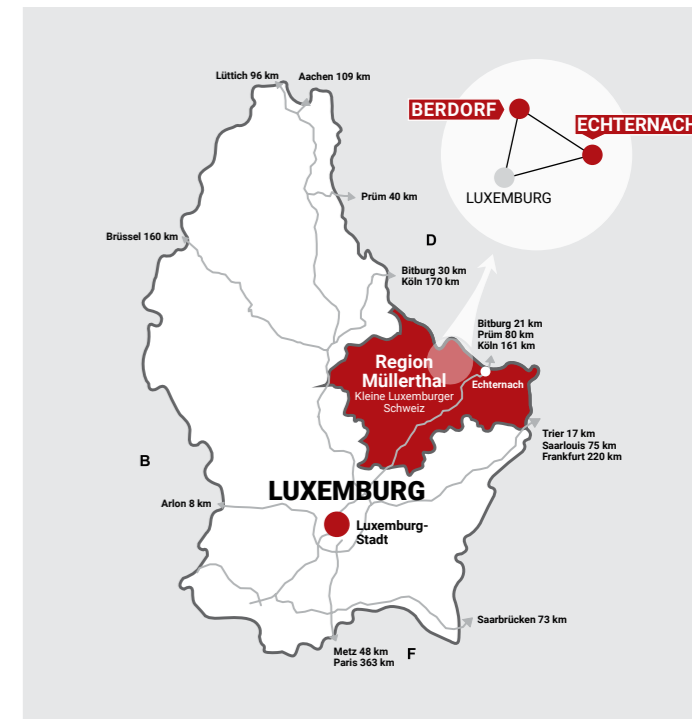 Lüttich 96 km
Aachen 109 km
BERDORF
ECHTERNACH
LUXEMBURG
Prüm 40 km
Brüssel 160 km
D
Bitburg 30 km
Köln 170 km
Bitburg 21 km
Prüm 80 km
Köln 161 km
Region
Müllerthal
Kleine Luxemburger
Schweiz
Echternach
Trier 17 km
Saarlouis 75 km
Frankfurt 220 km
B
LUXEMBURG
Arlon 8 km
Luxemburg-
Stadt
Saarbrücken 73 km
Metz 48 km
Paris 363 km
F